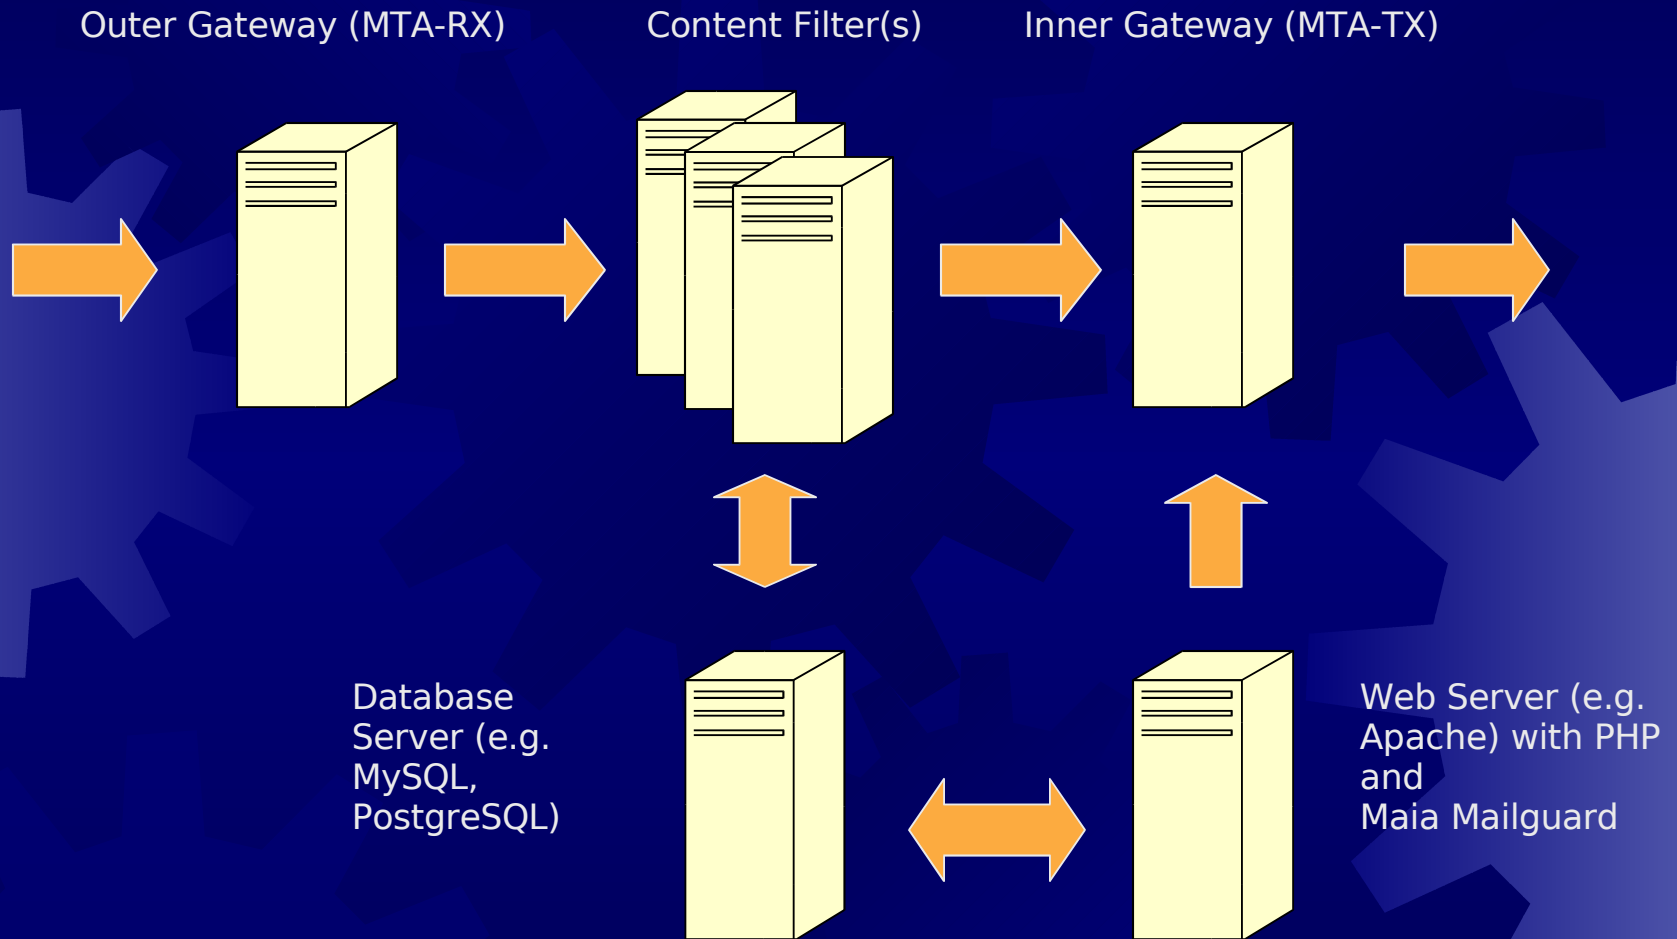 Outer Gateway (MTA-RX)
Content Filter(s)
Inner Gateway (MTA-TX)
Database
Server (e.g.
MySQL,
PostgreSQL)
Web Server (e.g.
Apache) with PHP
and
Maia Mailguard